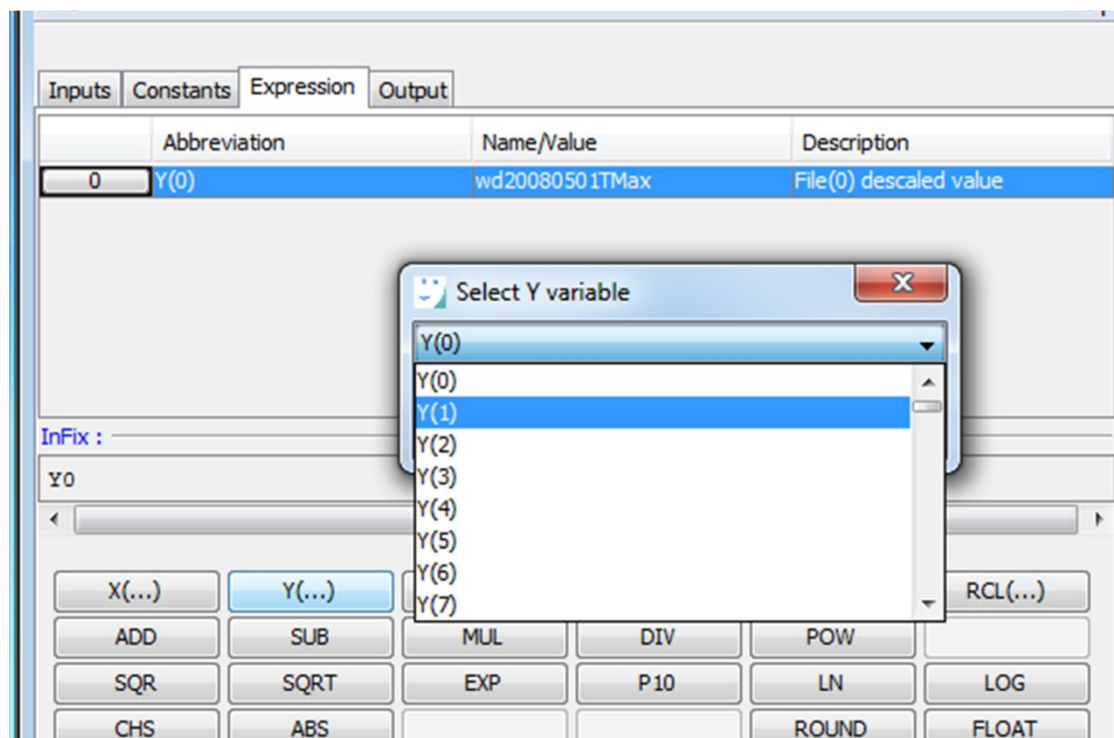 Inputs Constants Expression Output
Abbreviation Name/Value Description
0 Y(0) wd20080501TMax File(0) descaled value
Select Y variable
Y(0)
Y(0)
Y(1)
InFix :
Y(2)
Y0
Y(3)
Y(4)
Y(5)
Y(6)
Y(7)
X(...) Y(...) RCL(...)
ADD SUB MUL DIV POW
SQR SQRT EXP P10 LN LOG
CHS ABS ROUND FLOAT